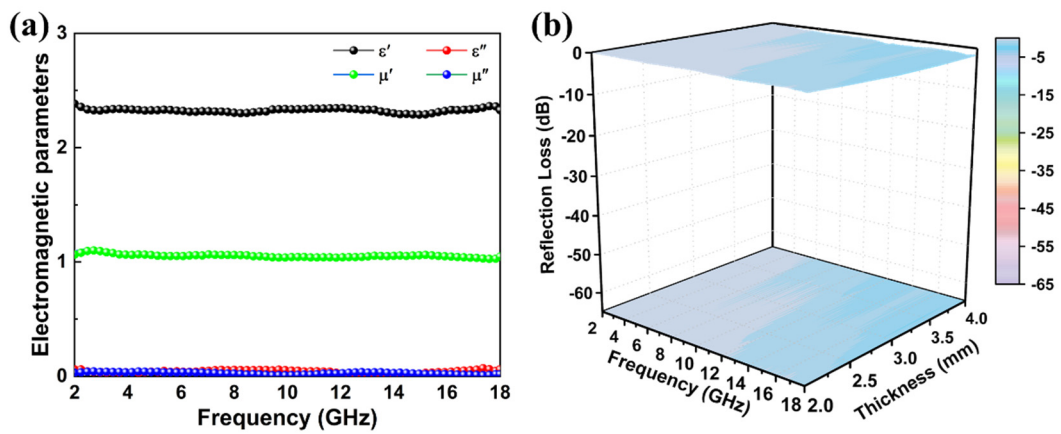 (a)
Electromagnetic parameters
3
2
1
0
ε′ ε″
μ′ μ″
2 4 6 8 10 12 14 16 18
Frequency (GHz)
(b)
Reflection Loss (dB)
0
-10
-20
-30
-40
-50
-60
2 4 6 8 10 12 14 16 18
Frequency (GHz)
2.0 2.5 3.0 3.5 4.0
Thickness (mm)
-5
-15
-25
-35
-45
-55
-65